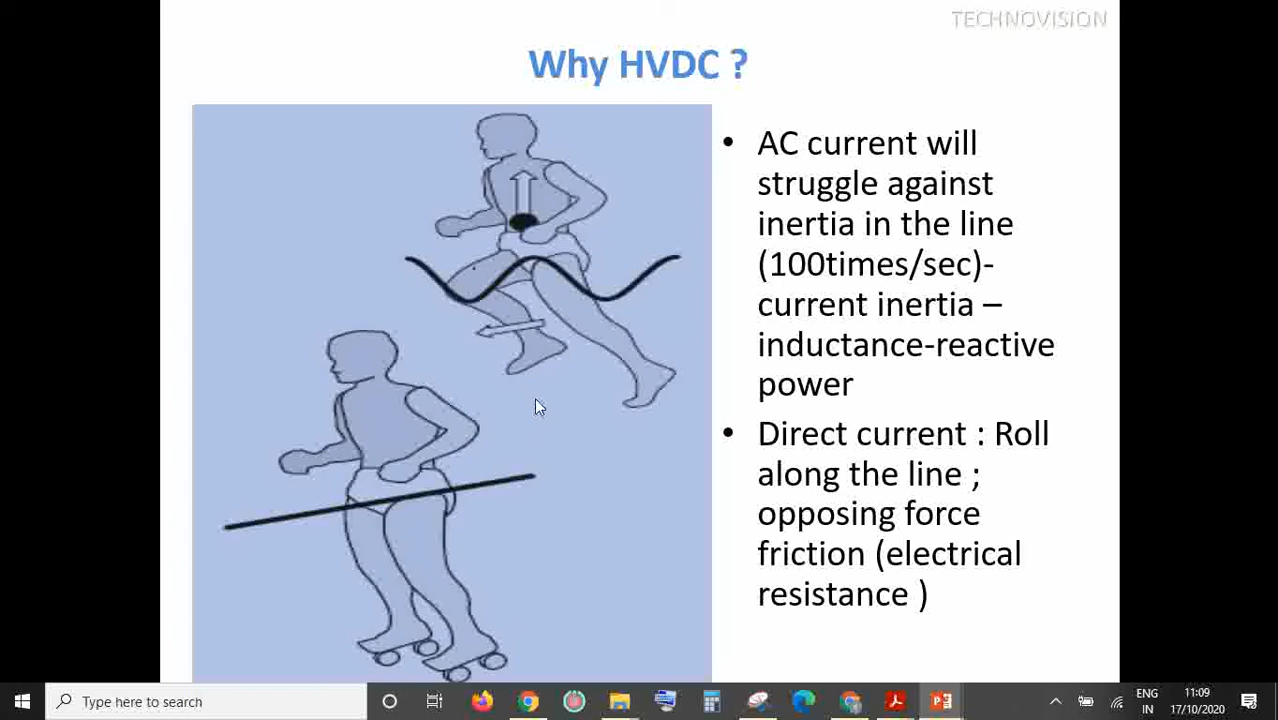 TECHNOVISION
Why HVDC ?
• AC current will
struggle against
inertia in the line
(100times/sec)-
current inertia –
inductance-reactive
power
• Direct current : Roll
along the line ;
opposing force
friction (electrical
resistance )
Type here to search
ENG
IN
11:09
17/10/2020